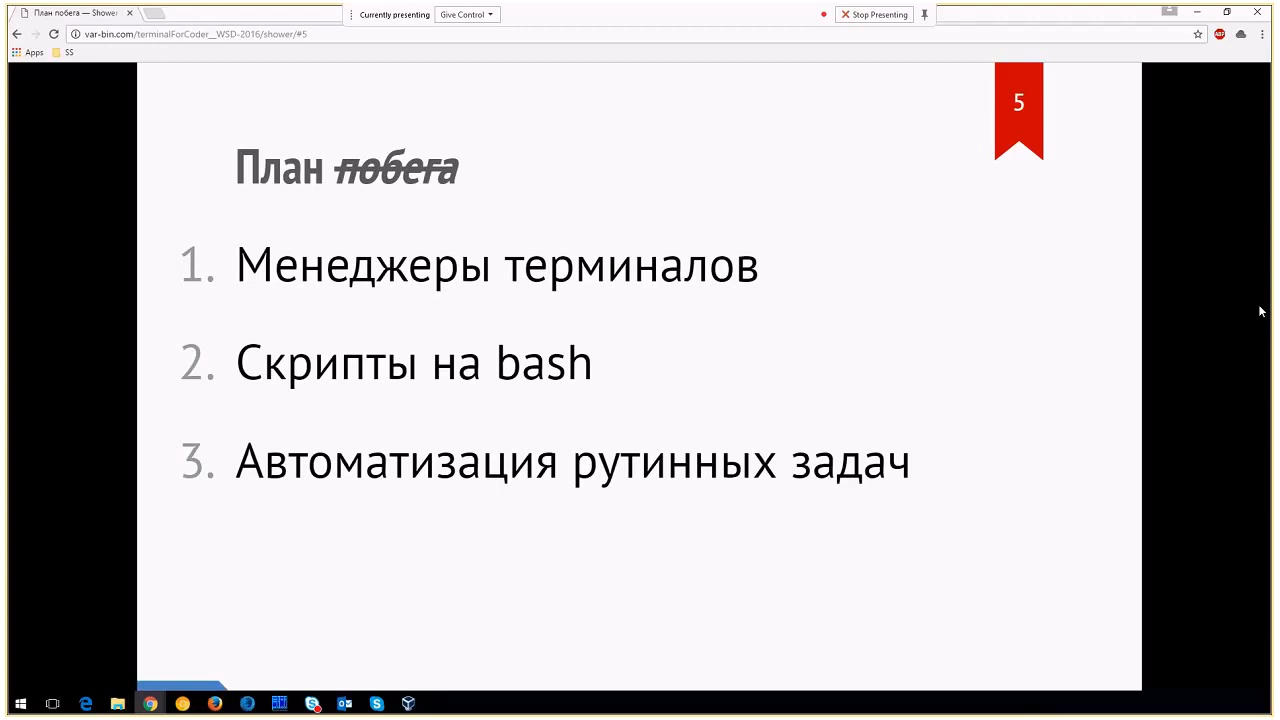 План побега — Shower
Currently presenting
Give Control
Stop Presenting
var-bin.com/terminalForCoder__WSD-2016/shower/#5
Apps
SS
5
План побега
1. Менеджеры терминалов
2. Скрипты на bash
3. Автоматизация рутинных задач